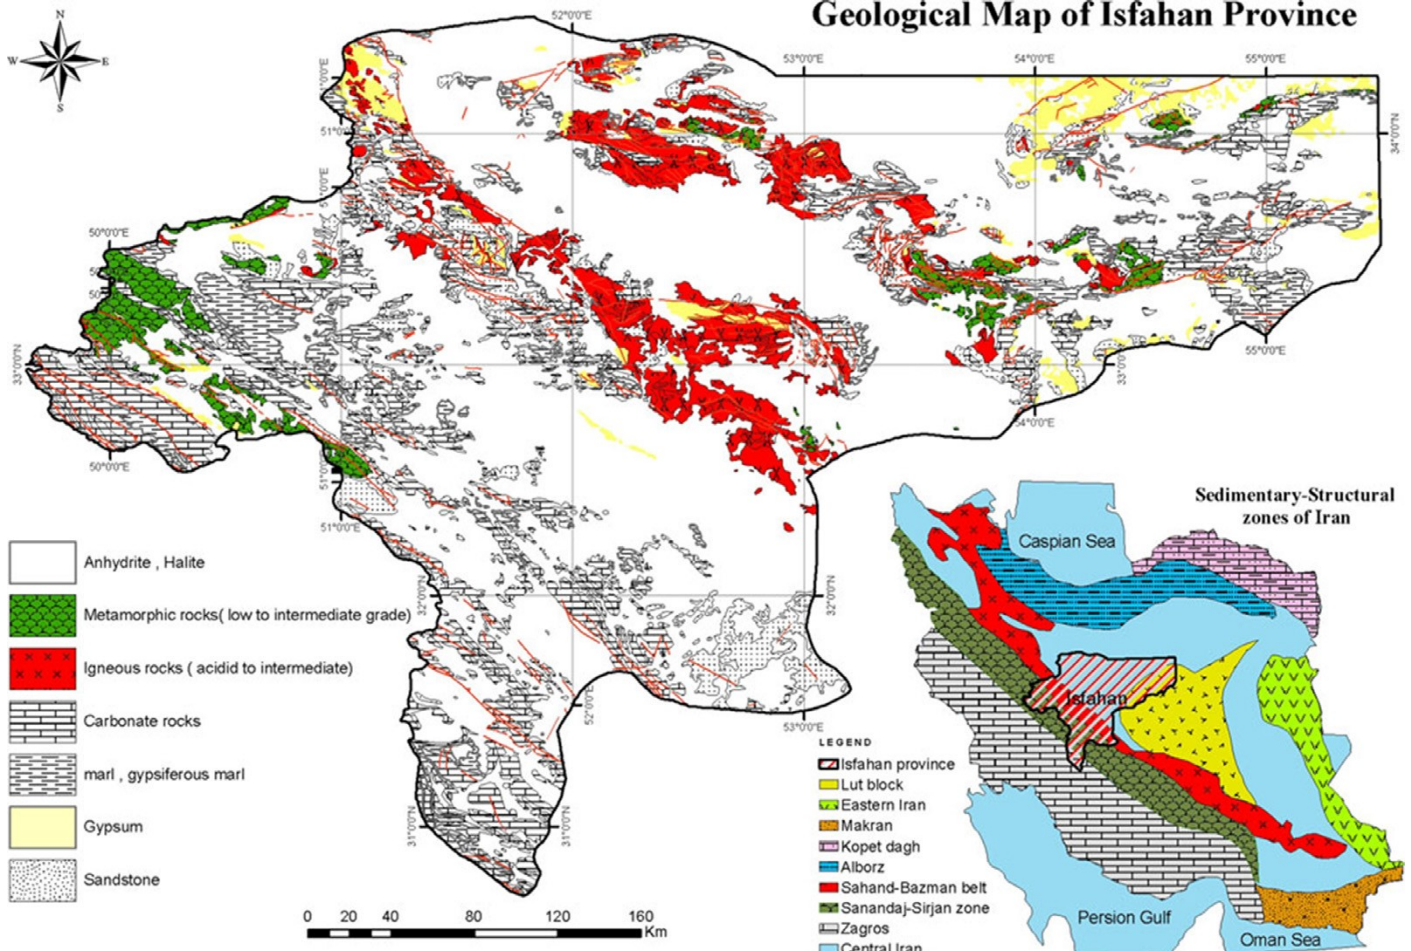 Geological Map of Isfahan Province
N
W
E
S
52°0'0"E
53°0'0"E
54°0'0"E
55°0'0"E
51°0'0"
34°0'0"N
50°0'0"E
33°0'0"N
50°0'0"E
55°0'0"E
54°0'0"E
51°0'0"E
32°0'0"N
32°0'0"N
52°0'0"E
53°0'0"E
31°0'0"N
31°0'0"N
Anhydrite , Halite
Metamorphic rocks( low to intermediate grade)
Igneous rocks ( acidid to intermediate)
Carbonate rocks
marl , gypsiferous marl
Gypsum
Sandstone
0 20 40 80 120 160
Km
Sedimentary-Structural
zones of Iran
Caspian Sea
Isfahan
Persion Gulf
Oman Sea
LEGEND
Isfahan province
Lut block
Eastern Iran
Makran
Kopet dagh
Alborz
Sahand-Bazman belt
Sanandaj-Sirjan zone
Zagros
Central Iran